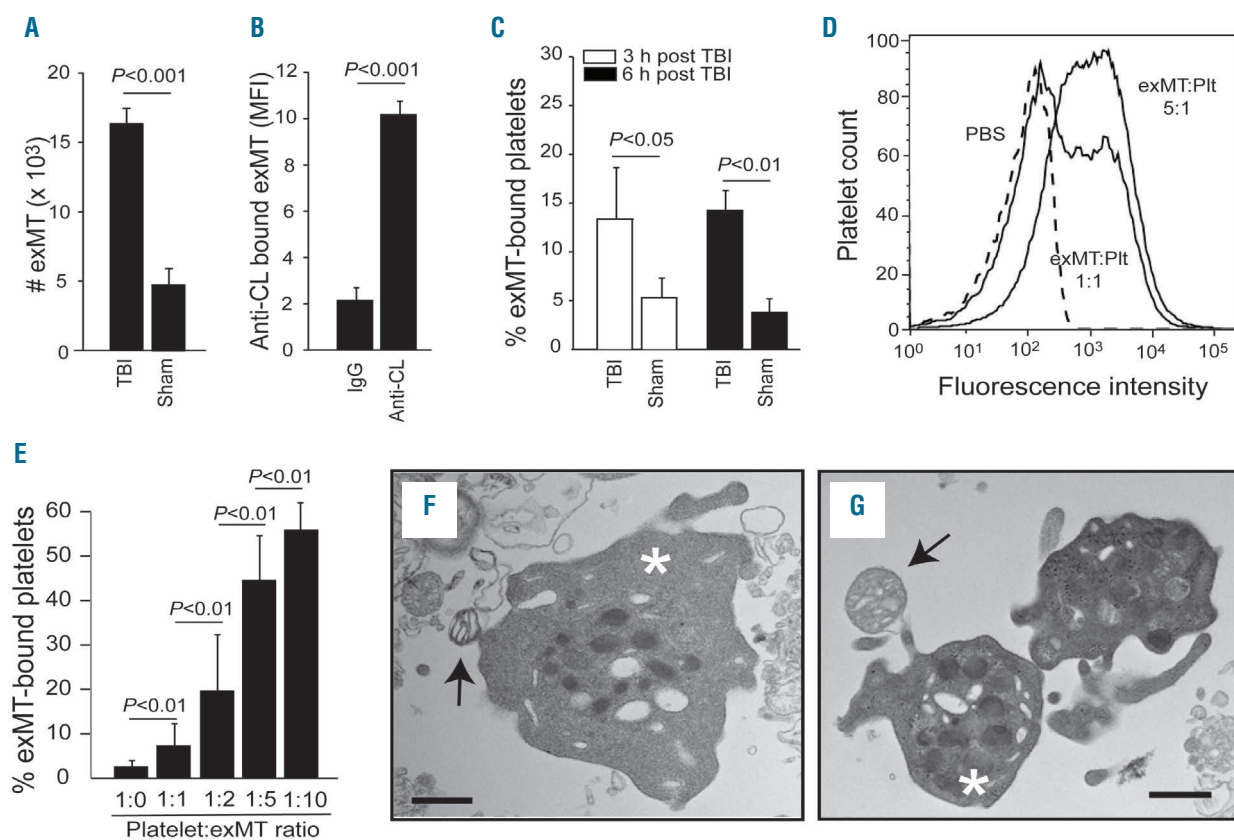 A
# exMT (x 10³)
20
15
10
5
0
P<0.001
TBI
Sham
B
Anti-CL bound exMT (MFI)
12
10
8
6
4
2
0
P<0.001
IgG
Anti-CL
C
3 h post TBI
6 h post TBI
% exMT-bound platelets
30
25
20
15
10
5
0
P<0.05
P<0.01
TBI
Sham
TBI
Sham
D
Platelet count
100
80
60
40
20
0
PBS
exMT:Plt
5:1
exMT:Plt
1:1
10⁰ 10¹ 10² 10³ 10⁴ 10⁵
Fluorescence intensity
E
% exMT-bound platelets
60
50
40
30
20
10
0
P<0.01
P<0.01
P<0.01
P<0.01
1:0 1:1 1:2 1:5 1:10
Platelet:exMT ratio
F
*
G
*